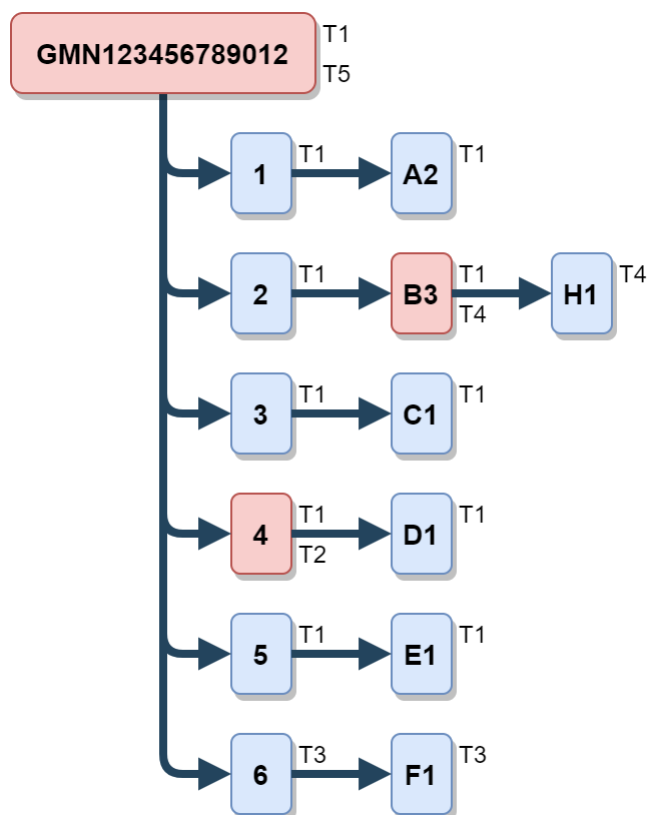 GMN123456789012 T1
T5
1 T1 A2 T1
2 T1 B3 T1 H1 T4
T4
3 T1 C1 T1
4 T1 D1 T1
T2
5 T1 E1 T1
6 T3 F1 T3